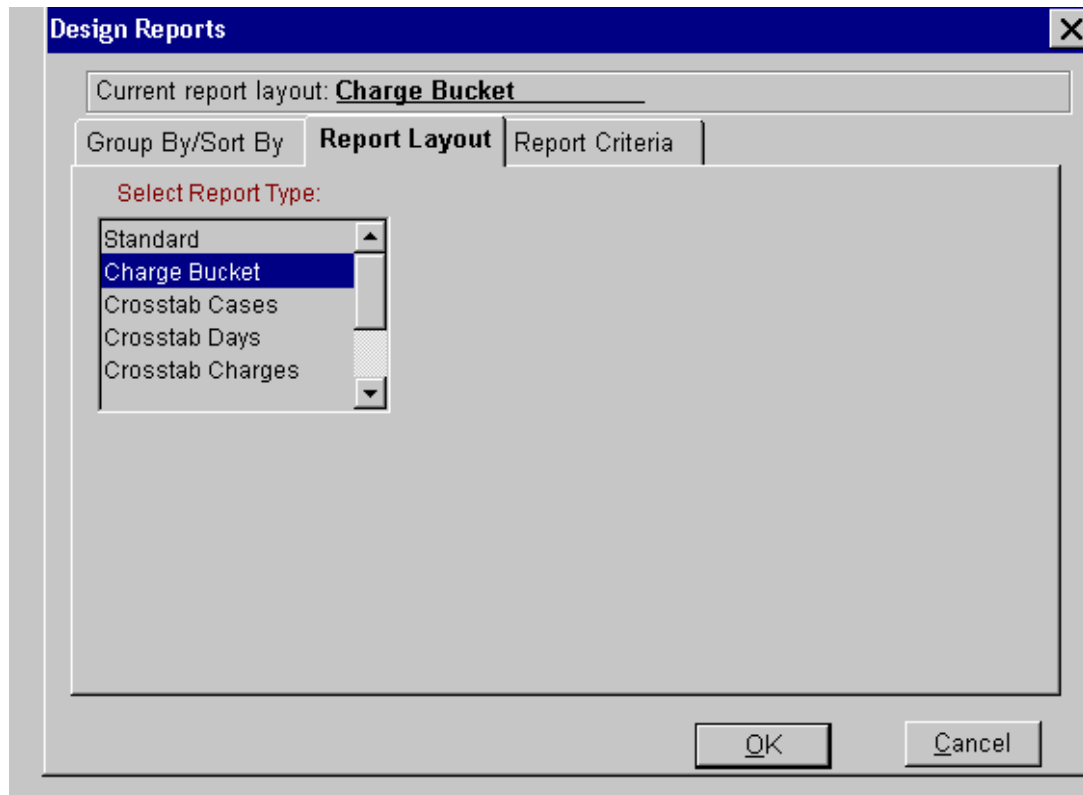 Design Reports
Current report layout: Charge Bucket
Group By/Sort By Report Layout Report Criteria
Select Report Type:
Standard
Charge Bucket
Crosstab Cases
Crosstab Days
Crosstab Charges
OK Cancel